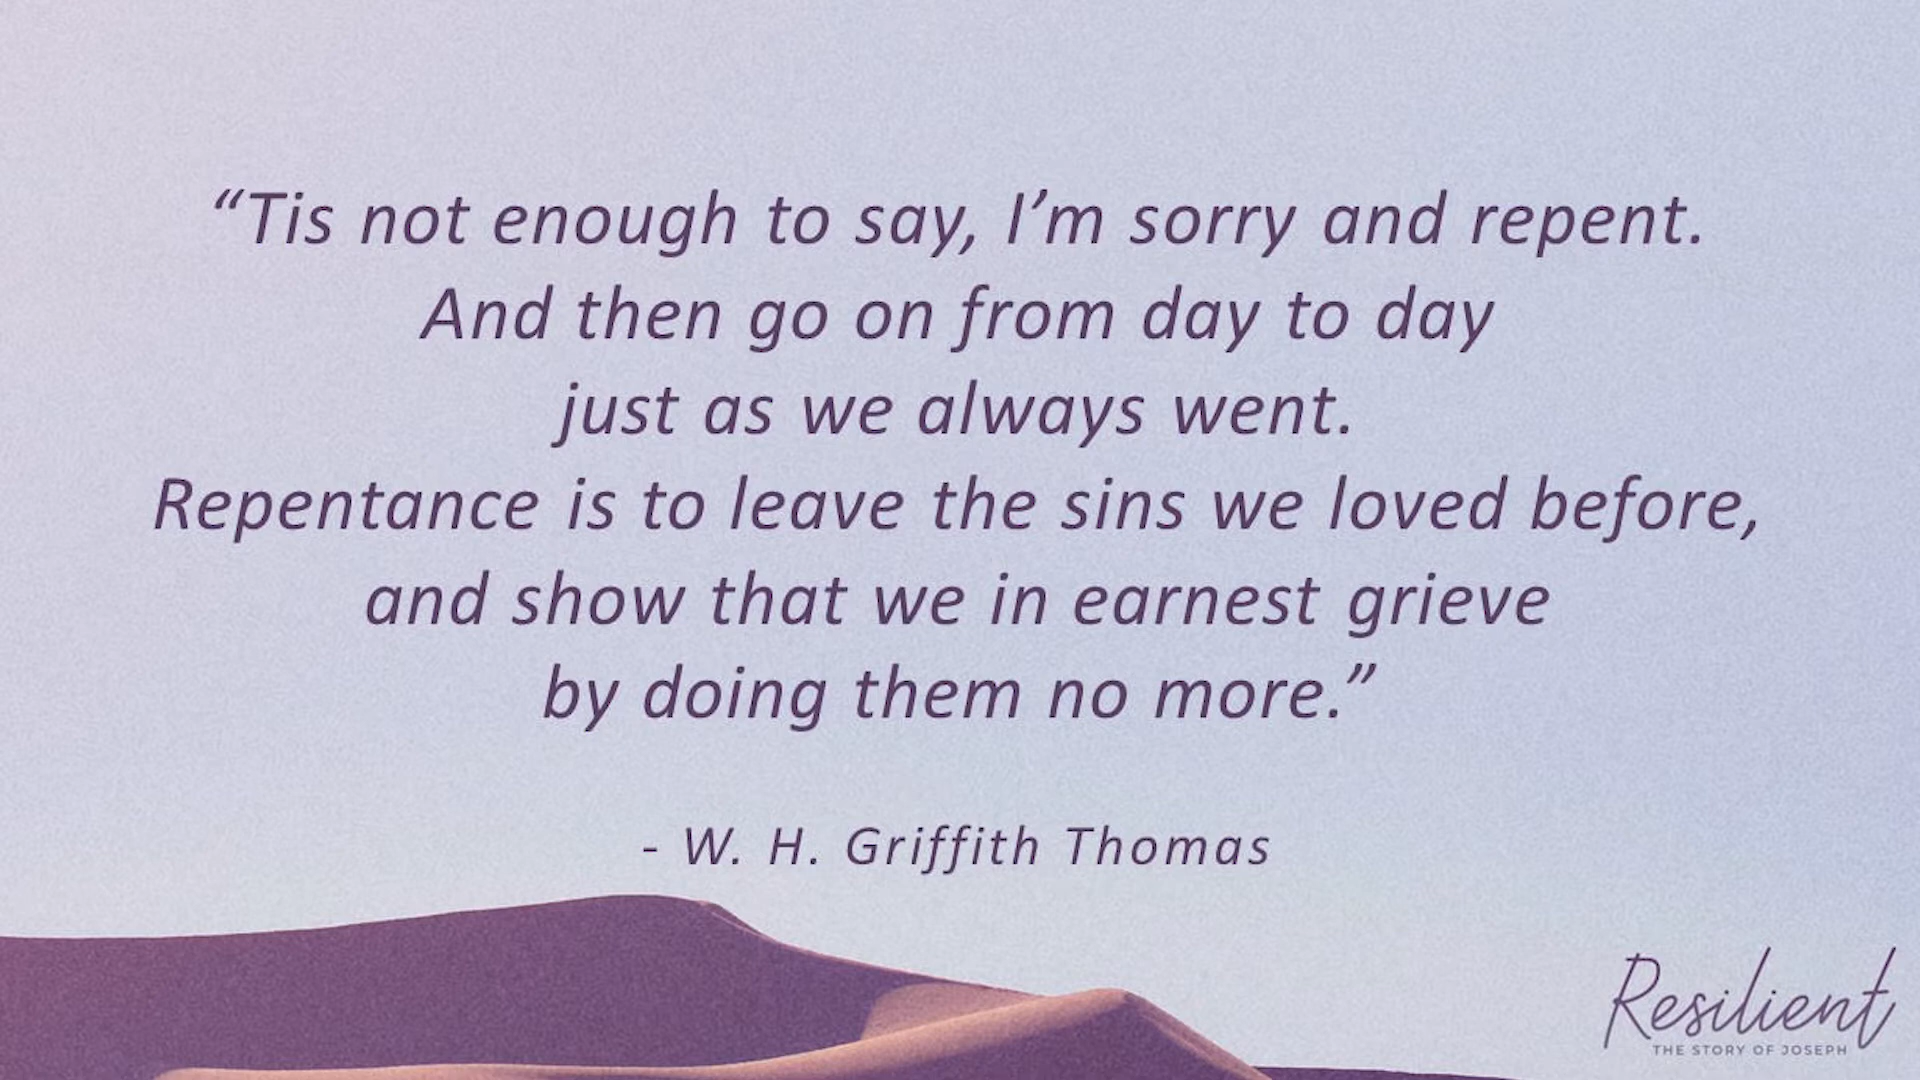 “Tis not enough to say, I’m sorry and repent.
And then go on from day to day
just as we always went.
Repentance is to leave the sins we loved before,
and show that we in earnest grieve
by doing them no more.”
- W. H. Griffith Thomas
Resilient
THE STORY OF JOSEPH